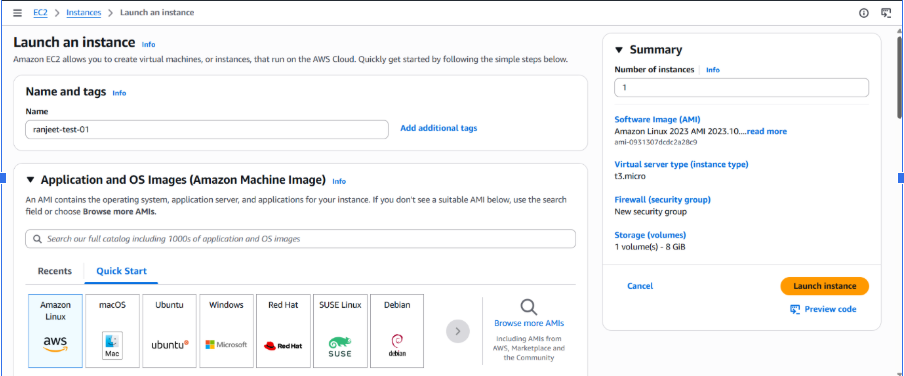 EC2 > Instances > Launch an instance
Launch an instance Info
Amazon EC2 allows you to create virtual machines, or instances, that run on the AWS Cloud. Quickly get started by following the simple steps below.
Name and tags Info
Name
ranjeet-test-01
Add additional tags
Application and OS Images (Amazon Machine Image) Info
An AMI contains the operating system, application server, and applications for your instance. If you don't see a suitable AMI below, use the search
field or choose Browse more AMIs.
Search our full catalog including 1000s of application and OS images
Recents
Quick Start
Amazon
Linux
aws
macOS
Mac
Ubuntu
ubuntu
Windows
Microsoft
Red Hat
Red Hat
SUSE Linux
SUSE
Debian
debian
Browse more AMIs
Including AMIs from
AWS, Marketplace and
the Community
Summary
Number of instances Info
1
Software Image (AMI)
Amazon Linux 2023 AMI 2023.10....read more
ami-0931307dcdc2a28c9
Virtual server type (instance type)
t3.micro
Firewall (security group)
New security group
Storage (volumes)
1 volume(s) - 8 GiB
Cancel
Launch instance
Preview code